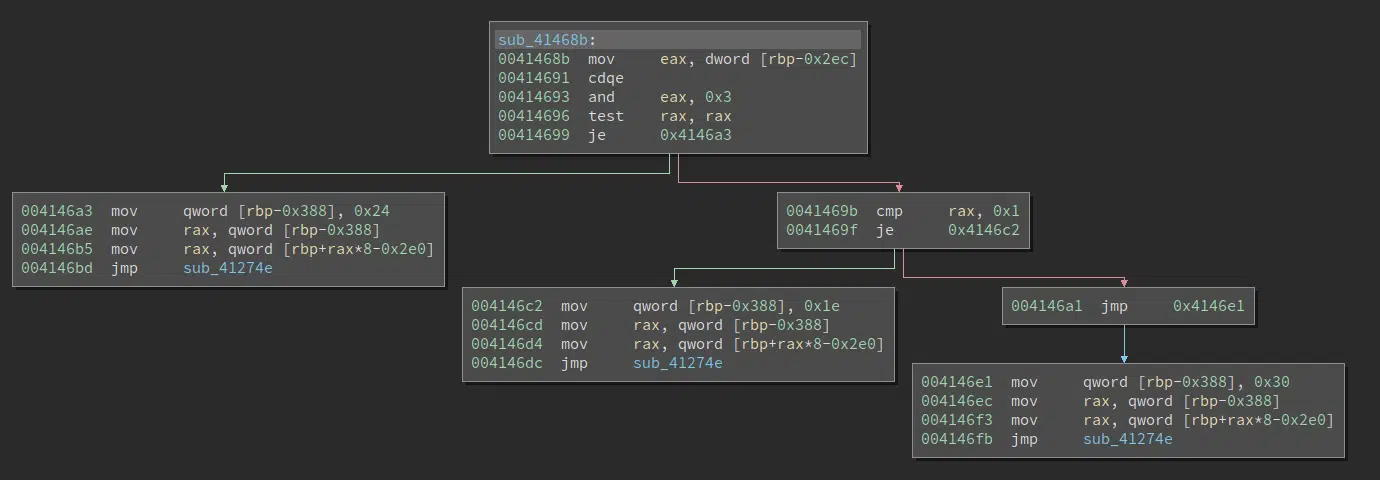 sub_41468b:
0041468b mov eax, dword [rbp-0x2ec]
00414691 cdqe
00414693 and eax, 0x3
00414696 test rax, rax
00414699 je 0x4146a3
004146a3 mov qword [rbp-0x388], 0x24
004146ae mov rax, qword [rbp-0x388]
004146b5 mov rax, qword [rbp+rax*8-0x2e0]
004146bd jmp sub_41274e
0041469b cmp rax, 0x1
0041469f je 0x4146c2
004146c2 mov qword [rbp-0x388], 0x1e
004146cd mov rax, qword [rbp-0x388]
004146d4 mov rax, qword [rbp+rax*8-0x2e0]
004146dc jmp sub_41274e
004146a1 jmp 0x4146e1
004146e1 mov qword [rbp-0x388], 0x30
004146ec mov rax, qword [rbp-0x388]
004146f3 mov rax, qword [rbp+rax*8-0x2e0]
004146fb jmp sub_41274e